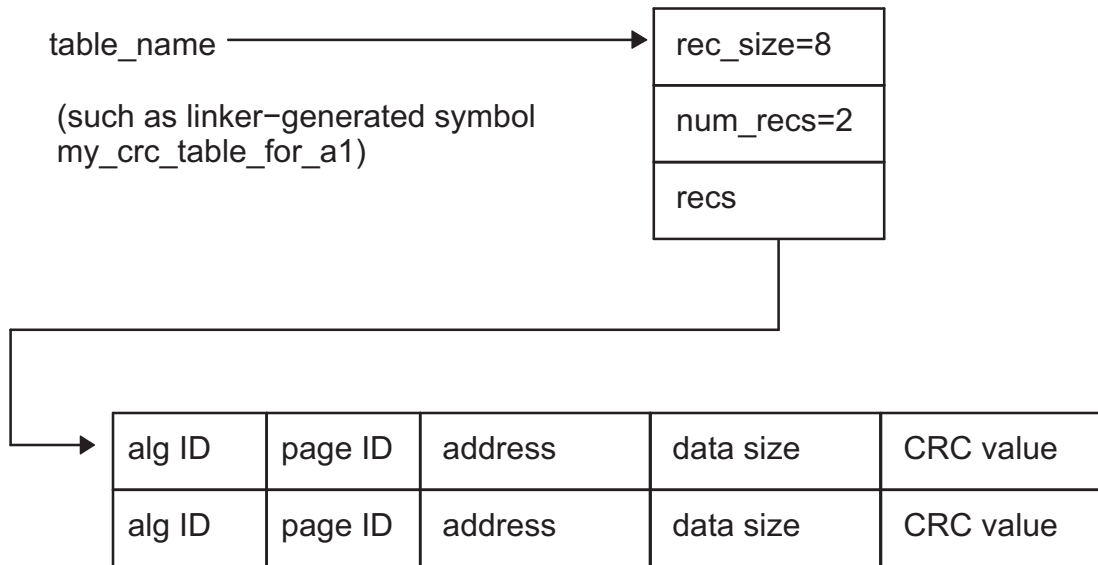 table_name
rec_size=8
(such as linker−generated symbol
my_crc_table_for_a1)
num_recs=2
recs
alg ID page ID address data size CRC value
alg ID page ID address data size CRC value